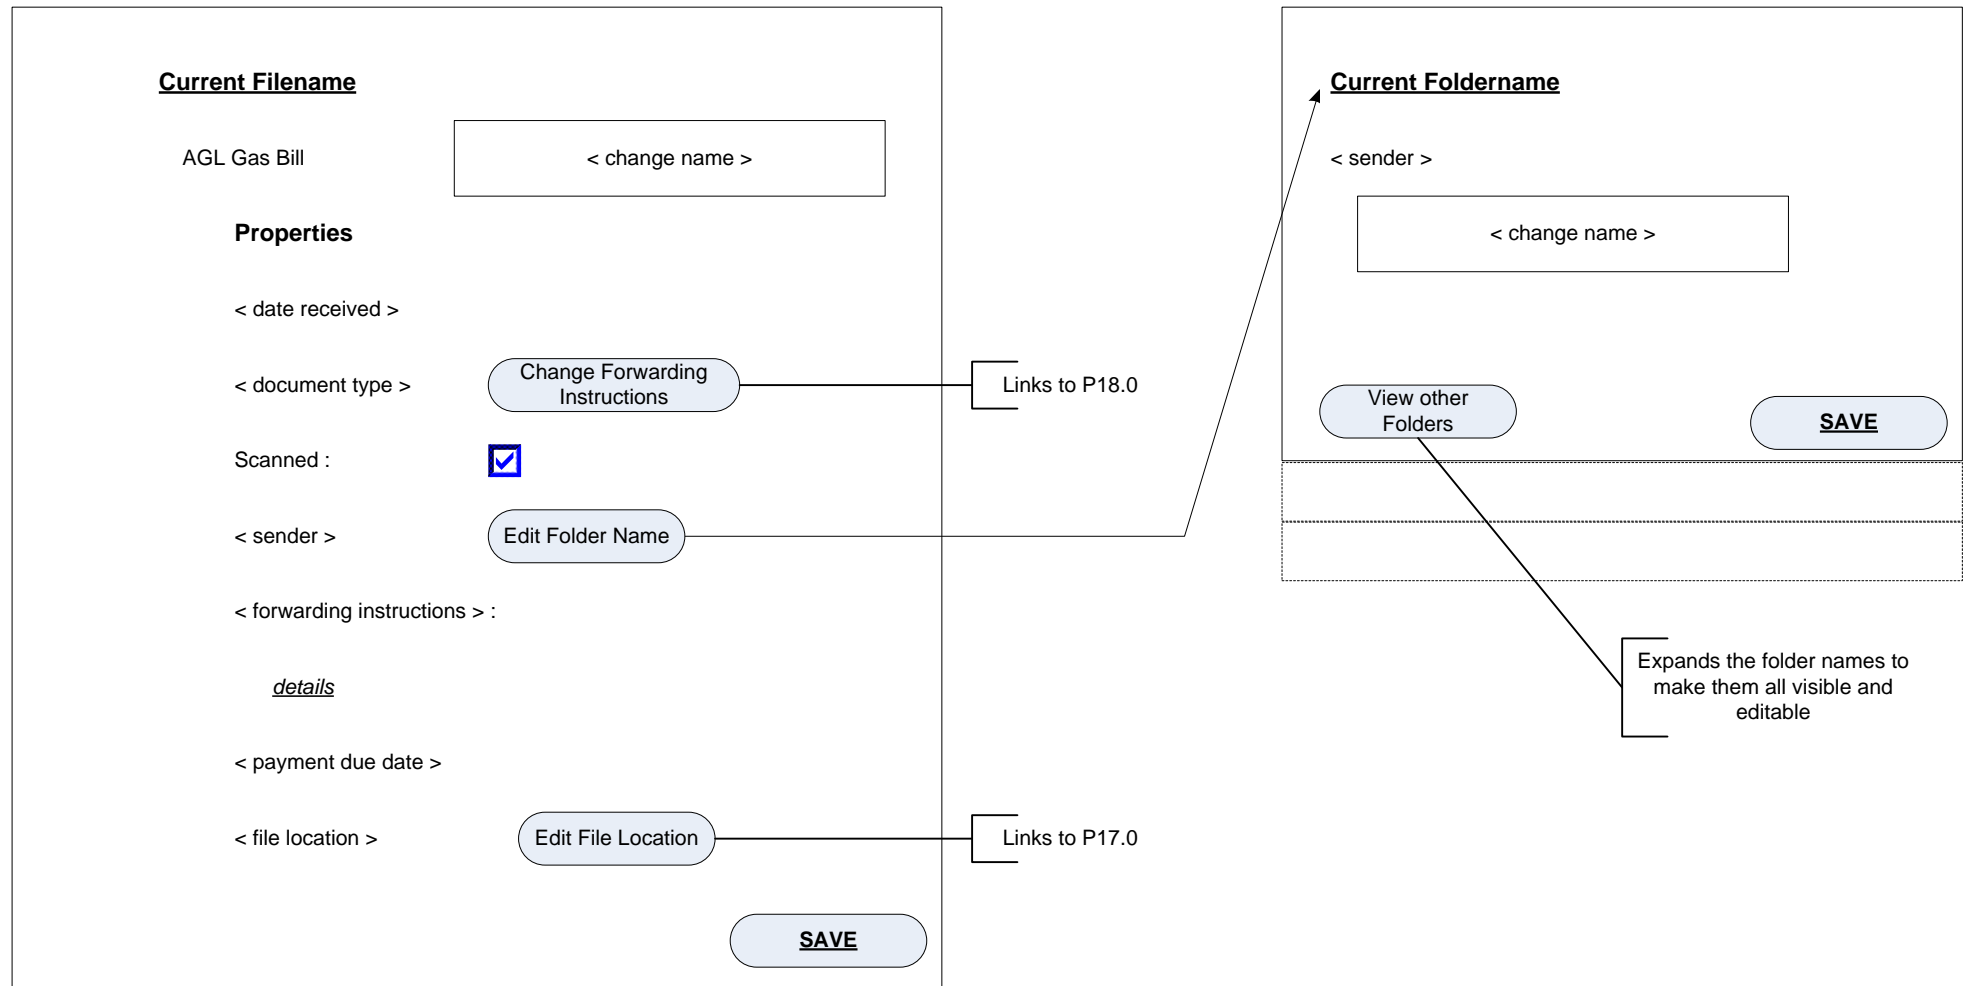 Current Filename
AGL Gas Bill
< change name >
Properties
< date received >
< document type >
Change Forwarding
Instructions
Links to P18.0
Scanned :
< sender >
Edit Folder Name
< forwarding instructions > :
details
< payment due date >
< file location >
Edit File Location
Links to P17.0
SAVE
Current Foldername
< sender >
< change name >
View other
Folders
SAVE
Expands the folder names to
make them all visible and
editable